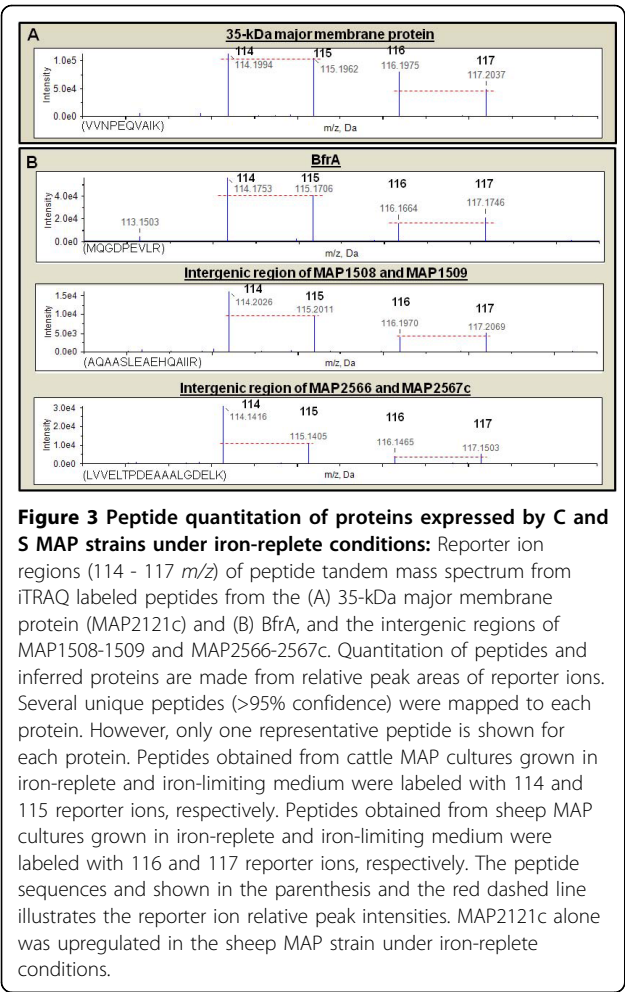 A
35-kDa major membrane protein
Intensity
1.0e5
5.0e4
0.0e0
114
114.1994
115
115.1962
116
116.1975
117
117.2037
(VVNPEQVAIK)
m/z, Da
B
BfrA
Intensity
4.0e4
2.0e4
0.0e0
113.1503
114
114.1753
115
115.1706
116
116.1664
117
117.1746
(MQGDPEVLR)
m/z, Da
Intergenic region of MAP1508 and MAP1509
Intensity
1.5e4
1.0e4
5.0e3
0.0e0
114
114.2026
115
115.2011
116
116.1970
117
117.2069
(AQAASLEAEHQAIIR)
m/z, Da
Intergenic region of MAP2566 and MAP2567c
Intensity
3.0e4
2.0e4
1.0e4
0.0e0
114
114.1416
115
115.1405
116
116.1465
117
117.1503
(LVVELTPDEAAALGDELK)
m/z, Da
Figure 3 Peptide quantitation of proteins expressed by C and
S MAP strains under iron-replete conditions: Reporter ion
regions (114 - 117 m/z) of peptide tandem mass spectrum from
iTRAQ labeled peptides from the (A) 35-kDa major membrane
protein (MAP2121c) and (B) BfrA, and the intergenic regions of
MAP1508-1509 and MAP2566-2567c. Quantitation of peptides and
inferred proteins are made from relative peak areas of reporter ions.
Several unique peptides (>95% confidence) were mapped to each
protein. However, only one representative peptide is shown for
each protein. Peptides obtained from cattle MAP cultures grown in
iron-replete and iron-limiting medium were labeled with 114 and
115 reporter ions, respectively. Peptides obtained from sheep MAP
cultures grown in iron-replete and iron-limiting medium were
labeled with 116 and 117 reporter ions, respectively. The peptide
sequences and shown in the parenthesis and the red dashed line
illustrates the reporter ion relative peak intensities. MAP2121c alone
was upregulated in the sheep MAP strain under iron-replete
conditions.